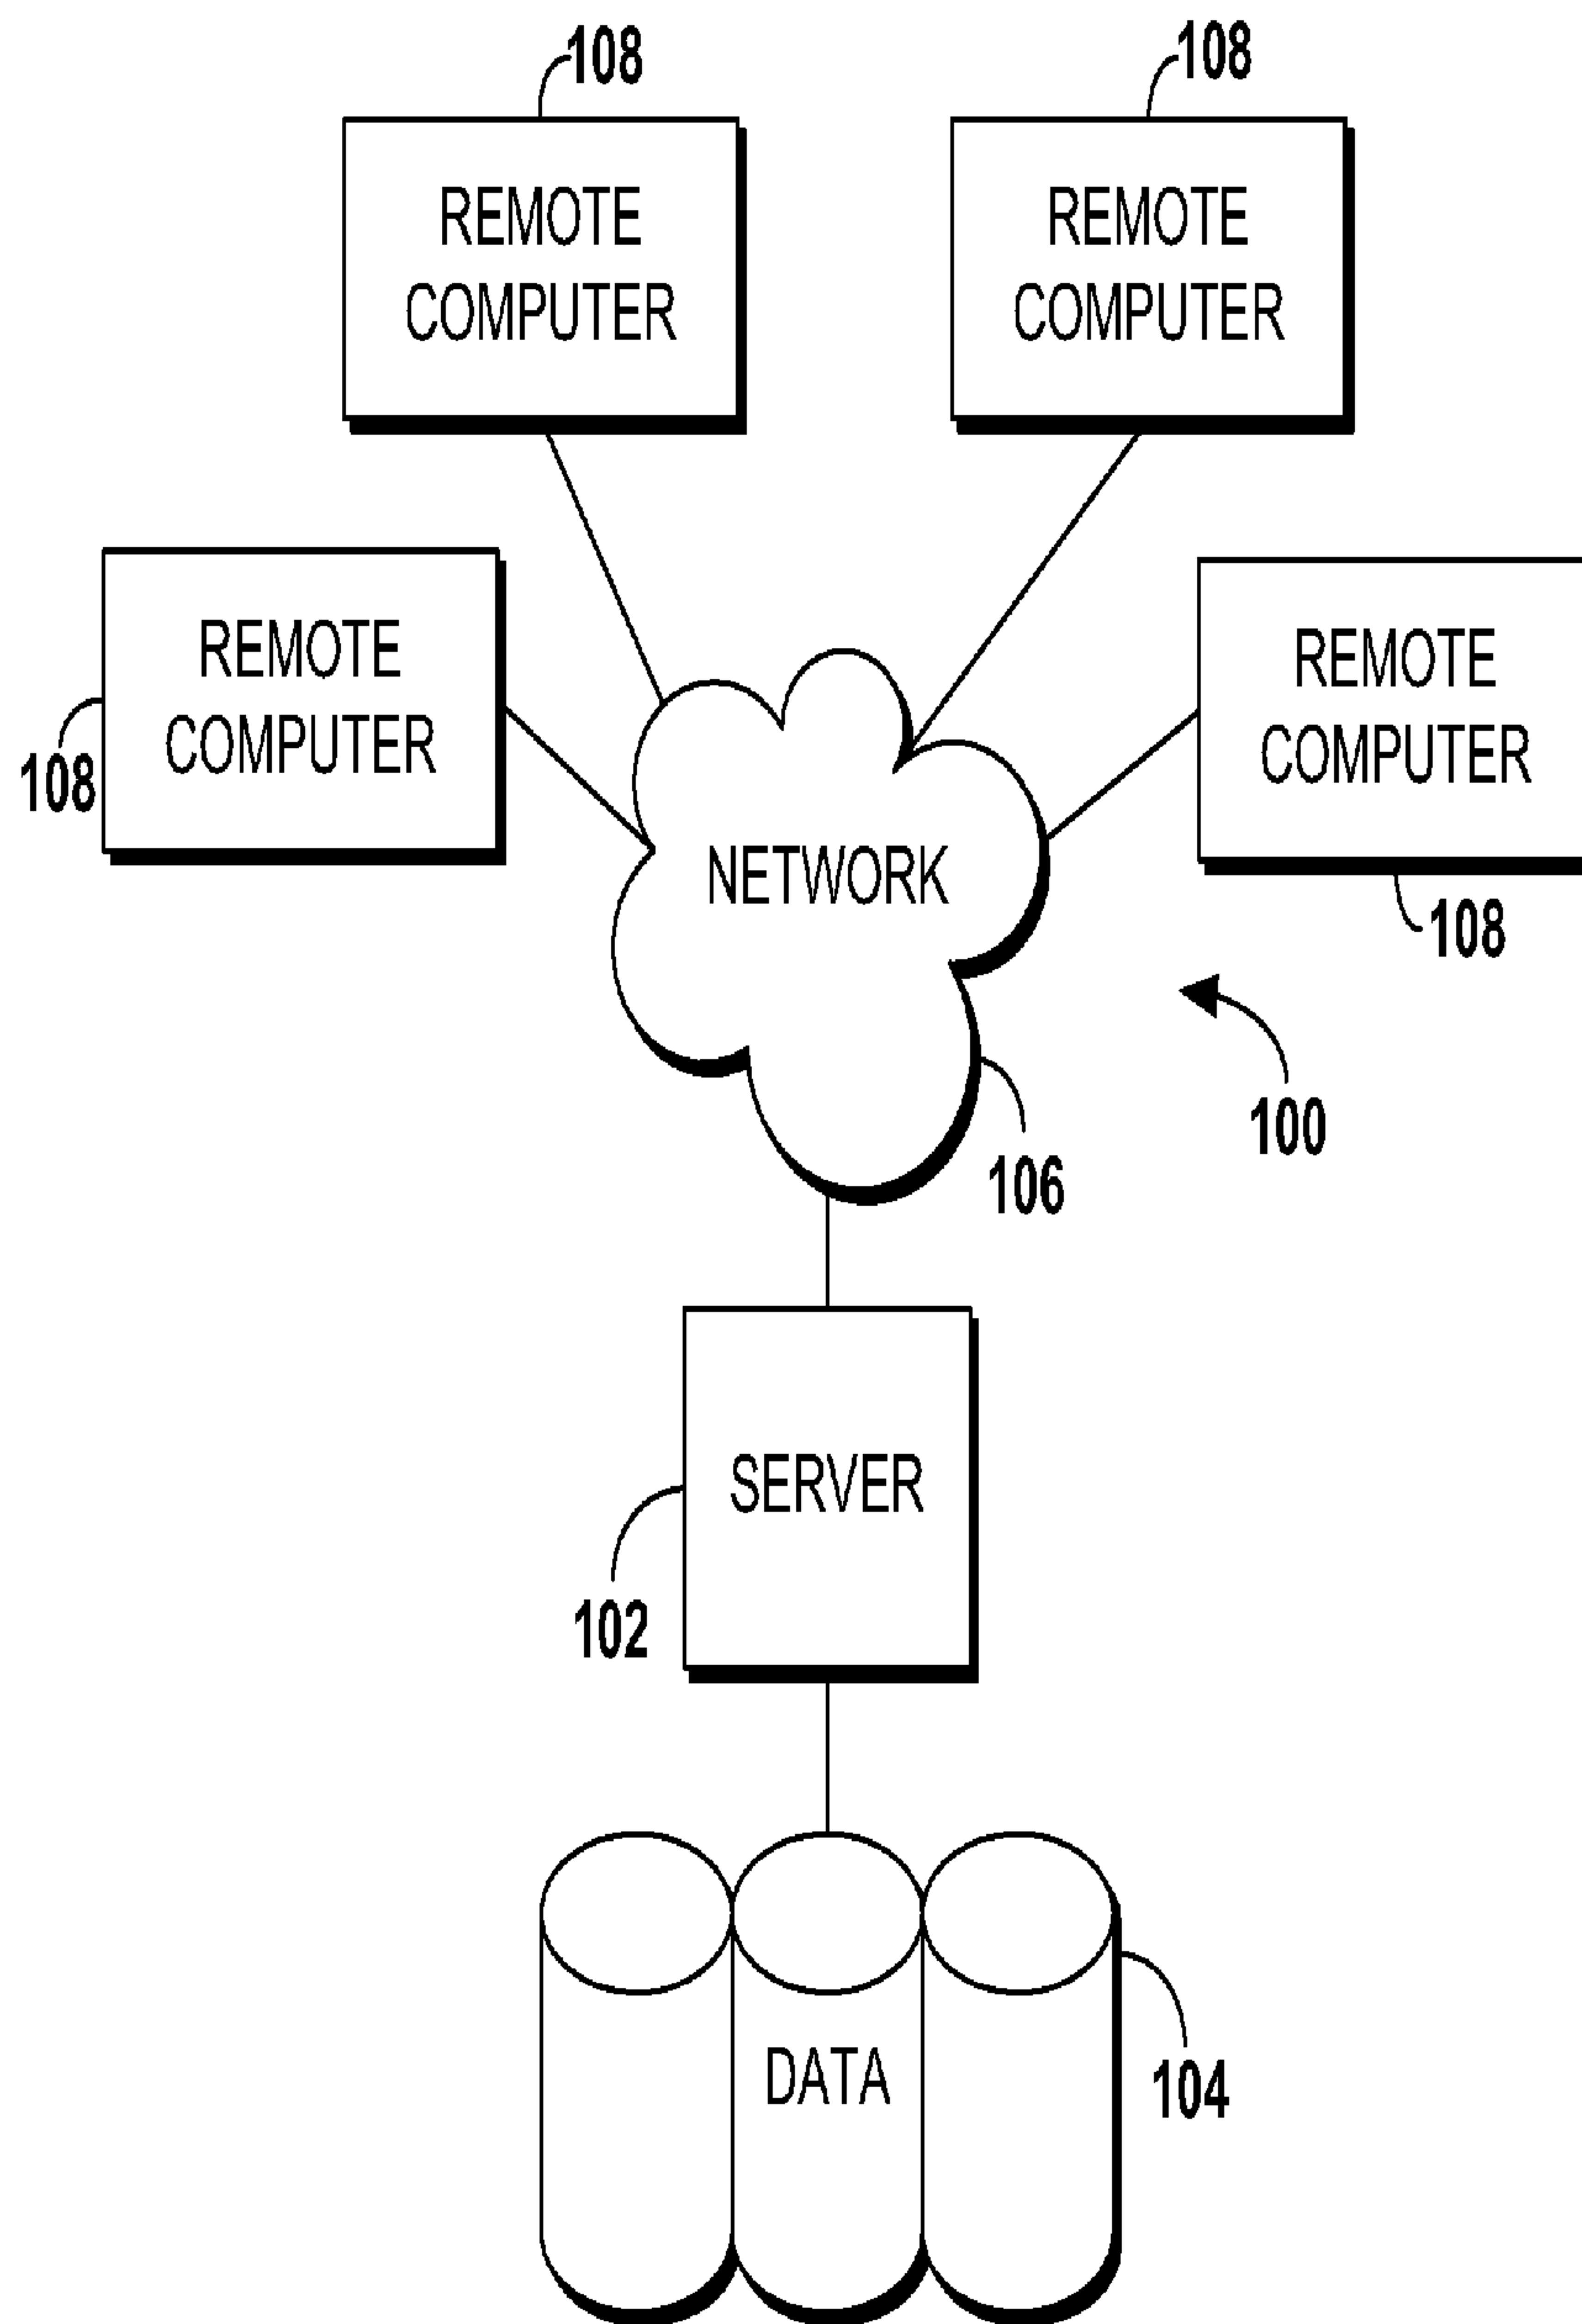 108
108
REMOTE
COMPUTER
REMOTE
COMPUTER
REMOTE
COMPUTER
108
REMOTE
COMPUTER
108
NETWORK
100
106
SERVER
102
DATA
104